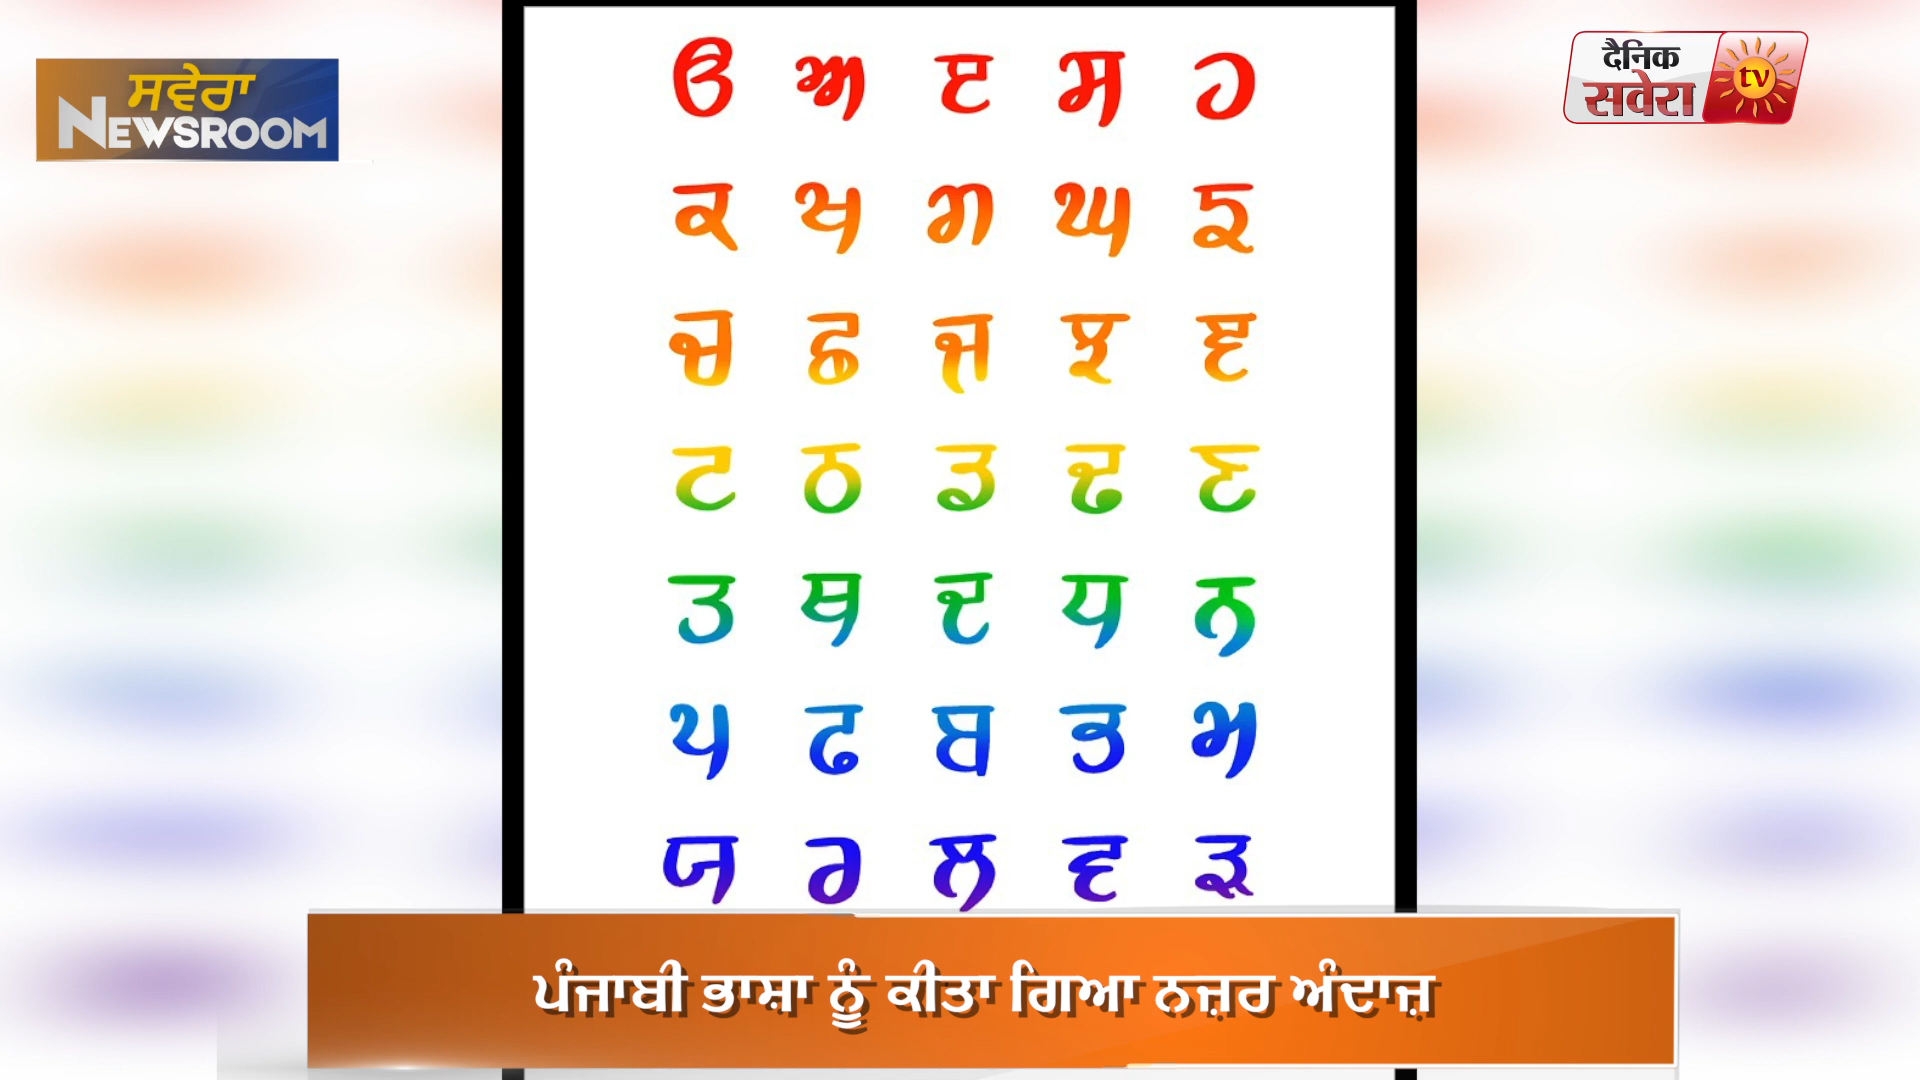 ਸਵੇਰਾ
NEWSROOM
दैनिक
सवेरा
tv
ੳ ਅ ੲ ਸ ਹ
ਕ ਖ ਗ ਘ ਙ
ਚ ਛ ਜ ਝ ਞ
ਟ ਠ ਡ ਢ ਣ
ਤ ਥ ਦ ਧ ਨ
ਪ ਫ ਬ ਭ ਮ
ਯ ਰ ਲ ਵ ੜ
ਪੰਜਾਬੀ ਭਾਸ਼ਾ ਨੂੰ ਕੀਤਾ ਗਿਆ ਨਜ਼ਰ ਅੰਦਾਜ਼